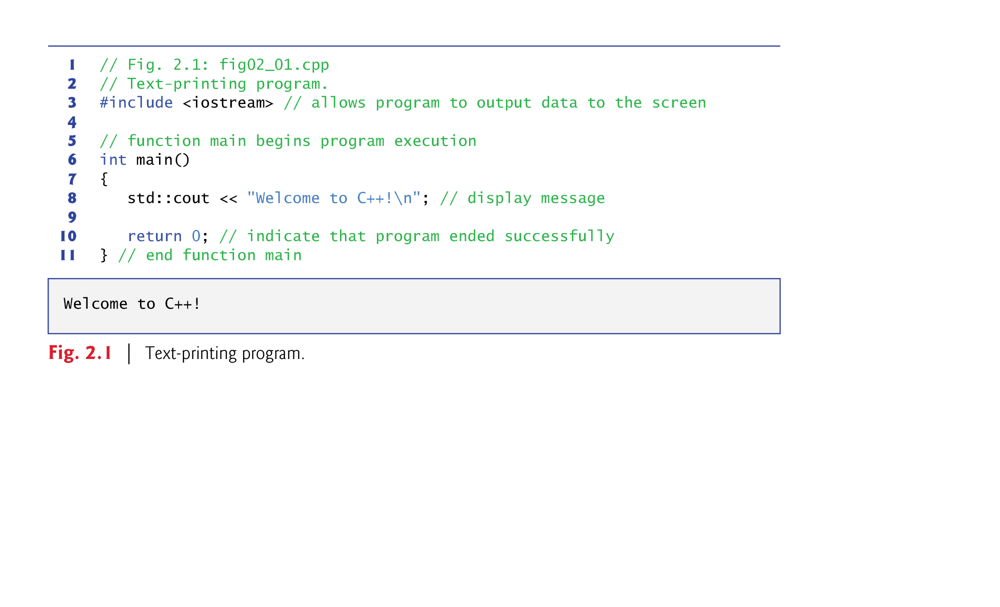 1 // Fig. 2.1: fig02_01.cpp
2 // Text-printing program.
3 #include <iostream> // allows program to output data to the screen
4
5 // function main begins program execution
6 int main()
7 {
8    std::cout << "Welcome to C++!\n"; // display message
9
10    return 0; // indicate that program ended successfully
11 } // end function main
Welcome to C++!
Fig. 2.1 | Text-printing program.